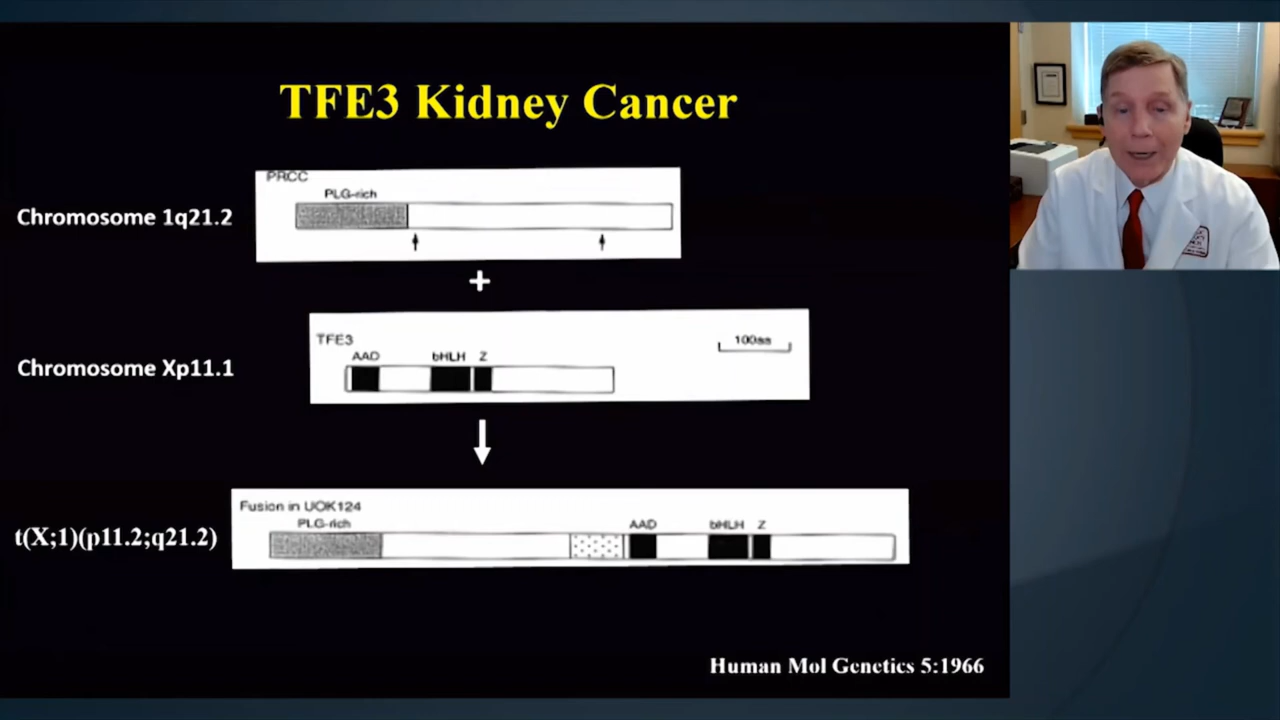 TFE3 Kidney Cancer
PRCC
PLG-rich
Chromosome 1q21.2
+
TFE3
100aa
AAD bHLH Z
Chromosome Xp11.1
Fusion in UOK124
PLG-rich AAD bHLH Z
t(X;1)(p11.2;q21.2)
Human Mol Genetics 5:1966